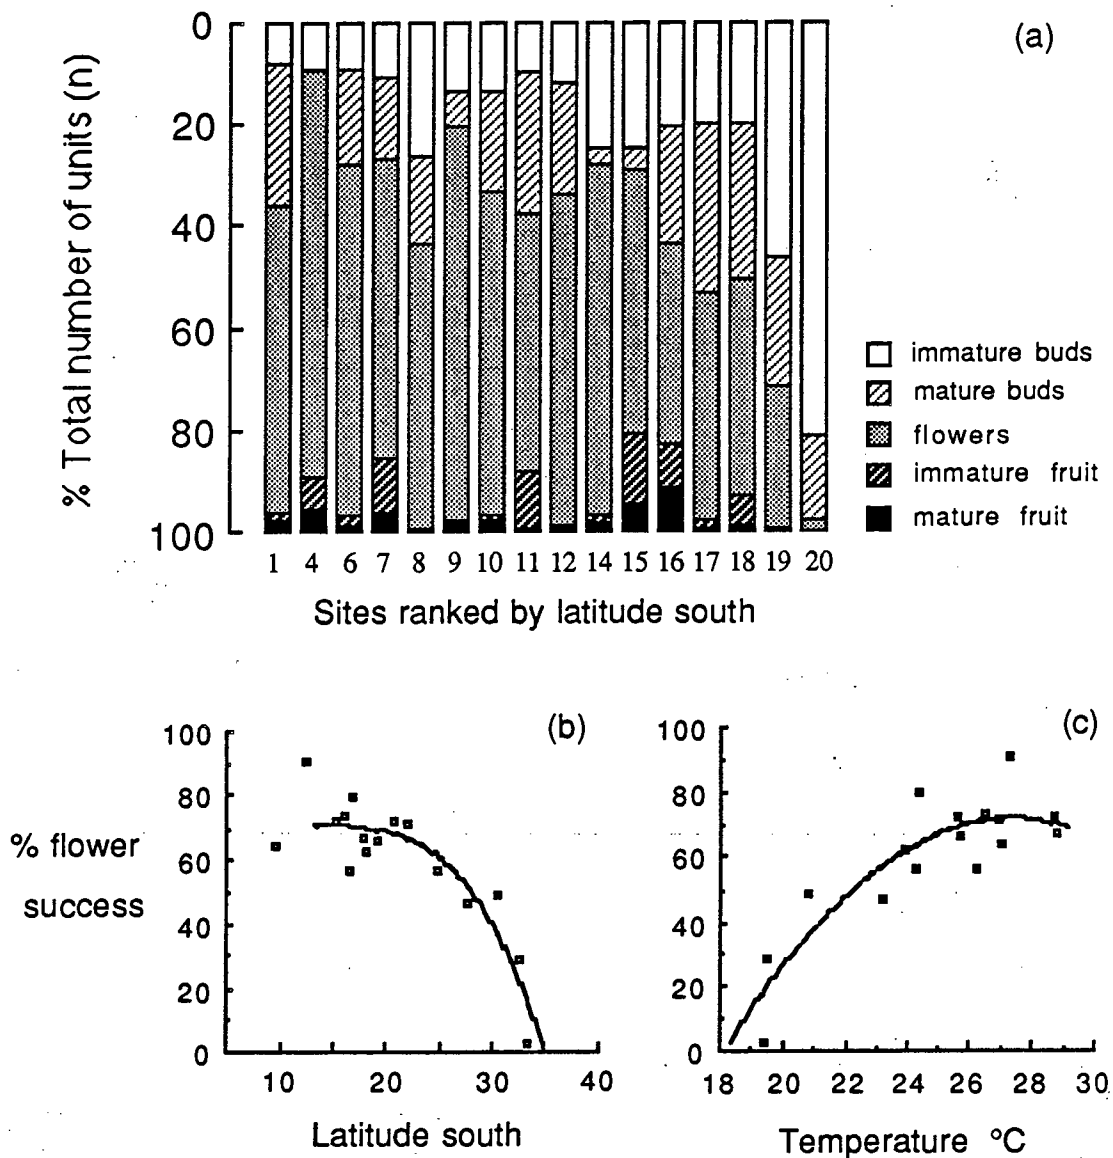 (a)
% Total number of units (n)
0
20
40
60
80
100
1 4 6 7 8 9 10 11 12 14 15 16 17 18 19 20
Sites ranked by latitude south
immature buds
mature buds
flowers
immature fruit
mature fruit
(b)
% flower
success
100
80
60
40
20
0
10 20 30 40
Latitude south
(c)
100
80
60
40
20
0
18 20 22 24 26 28 30
Temperature °C